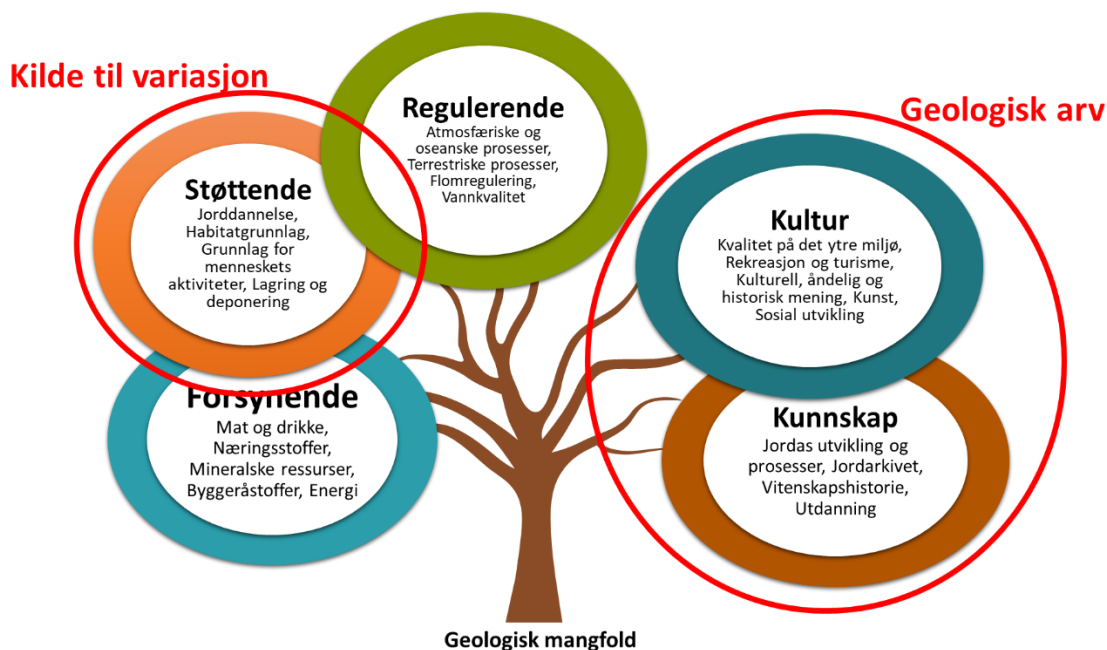 Kilde til variasjon
Regulerende
Atmosfæriske og
oseanske prosesser,
Terrestriske prosesser,
Flomregulering,
Vannkvalitet
Geologisk arv
Støttende
Jorddannelse,
Habitatgrunnlag,
Grunnlag for
menneskets
aktiviteter, Lagring og
deponering
Kultur
Kvalitet på det ytre miljø,
Rekreasjon og turisme,
Kulturell, åndelig og
historisk mening, Kunst,
Sosial utvikling
Forsynende
Mat og drikke,
Næringsstoffer,
Mineralske ressurser,
Byggeråstoffer, Energi
Kunnskap
Jordas utvikling og
prosesser, Jordarkivet,
Vitenskapshistorie,
Utdanning
Geologisk mangfold